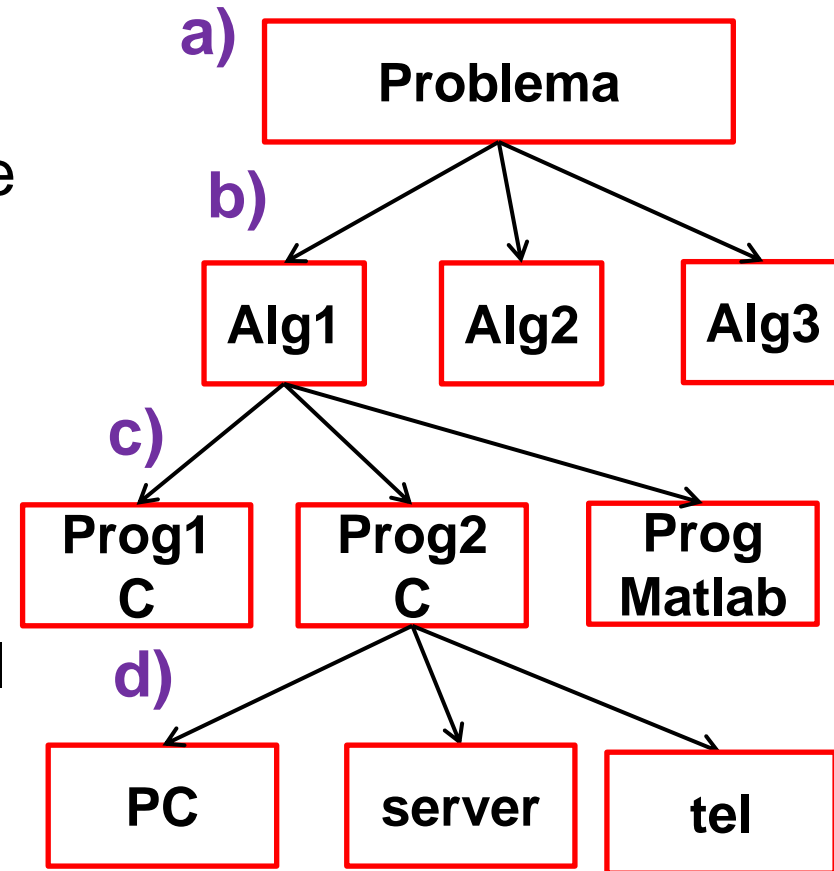 a)
Problema
e
b)
Alg1 Alg2 Alg3
c)
Prog1
C
Prog2
C
Prog
Matlab
d)
PC server tel